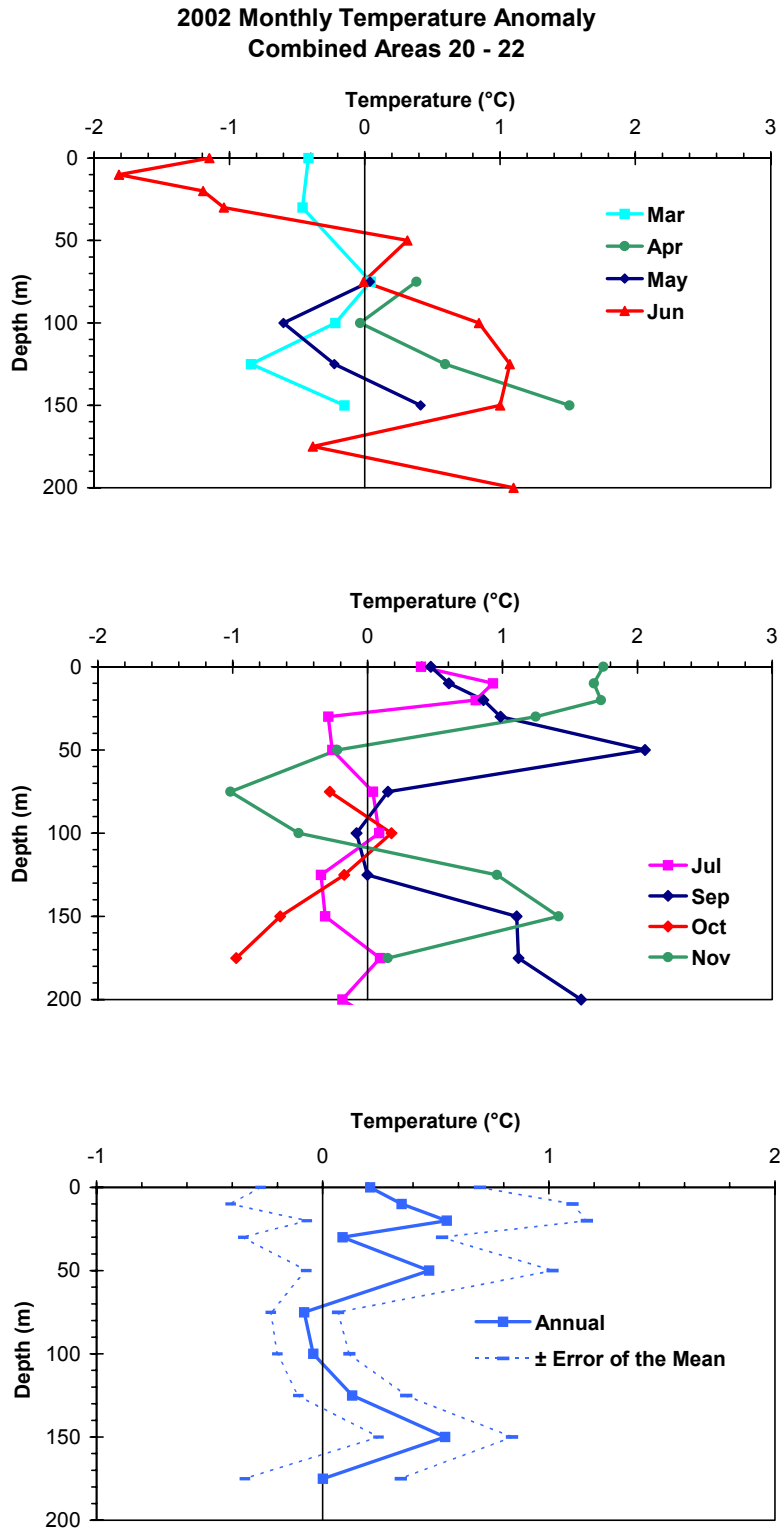 2002 Monthly Temperature Anomaly
Combined Areas 20 - 22
Temperature (°C)
-2 -1 0 1 2 3
0
50
100
150
200
Depth (m)
Mar
Apr
May
Jun
Temperature (°C)
-2 -1 0 1 2 3
0
50
100
150
200
Depth (m)
Jul
Sep
Oct
Nov
Temperature (°C)
-1 0 1 2
0
50
100
150
200
Depth (m)
Annual
± Error of the Mean